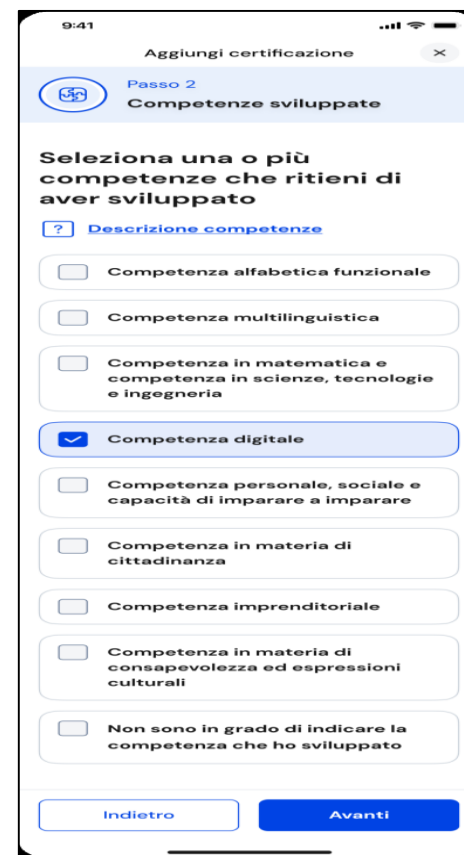 9:41
Aggiungi certificazione
Passo 2
Competenze sviluppate
Seleziona una o più
competenze che ritieni di
aver sviluppato
? Descrizione competenze
Competenza alfabetica funzionale
Competenza multilinguistica
Competenza in matematica e
competenza in scienze, tecnologie
e ingegneria
Competenza digitale
Competenza personale, sociale e
capacità di imparare a imparare
Competenza in materia di
cittadinanza
Competenza imprenditoriale
Competenza in materia di
consapevolezza ed espressioni
culturali
Non sono in grado di indicare la
competenza che ho sviluppato
Indietro
Avanti